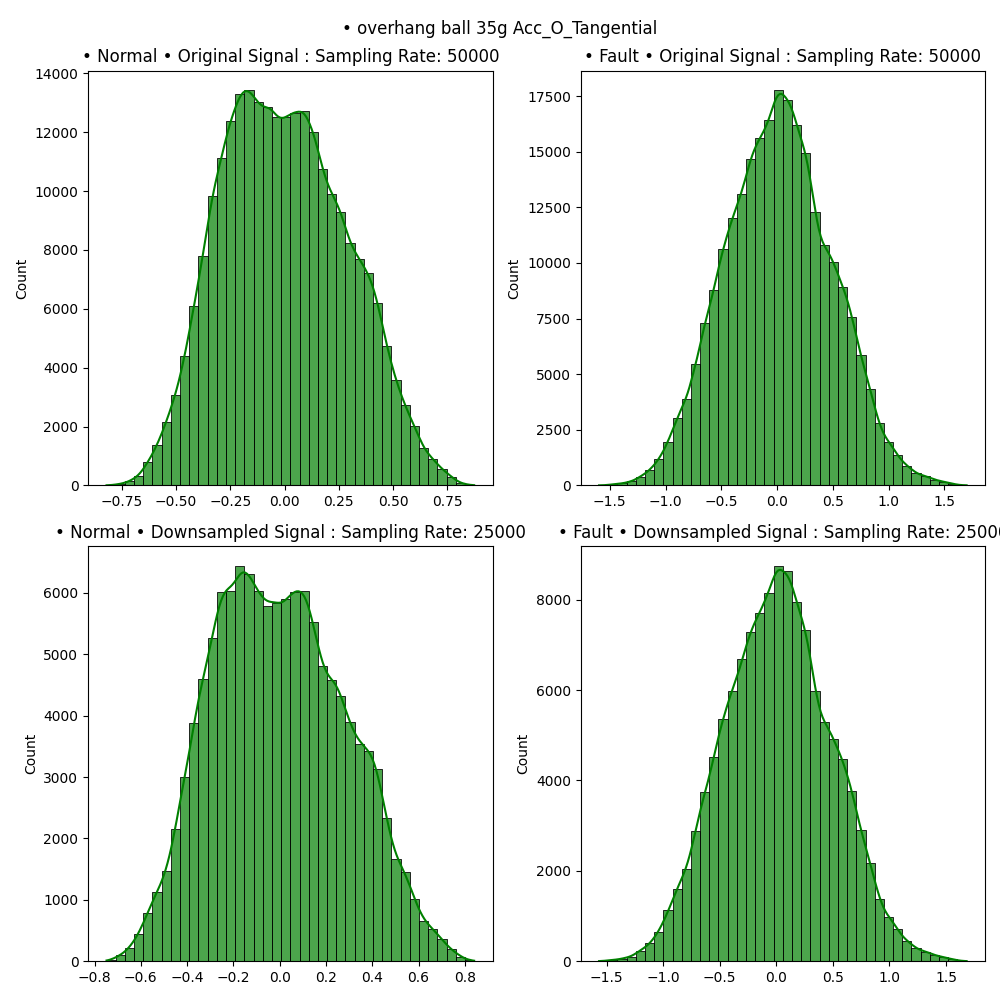 • overhang ball 35g Acc_O_Tangential
• Normal • Original Signal : Sampling Rate: 50000
14000
12000
10000
8000
6000
4000
2000
0
Count
−0.75 −0.50 −0.25 0.00 0.25 0.50 0.75
• Fault • Original Signal : Sampling Rate: 50000
17500
15000
12500
10000
7500
5000
2500
0
Count
−1.5 −1.0 −0.5 0.0 0.5 1.0 1.5
• Normal • Downsampled Signal : Sampling Rate: 25000
6000
5000
4000
3000
2000
1000
0
Count
−0.8 −0.6 −0.4 −0.2 0.0 0.2 0.4 0.6 0.8
• Fault • Downsampled Signal : Sampling Rate: 25000
8000
6000
4000
2000
0
Count
−1.5 −1.0 −0.5 0.0 0.5 1.0 1.5